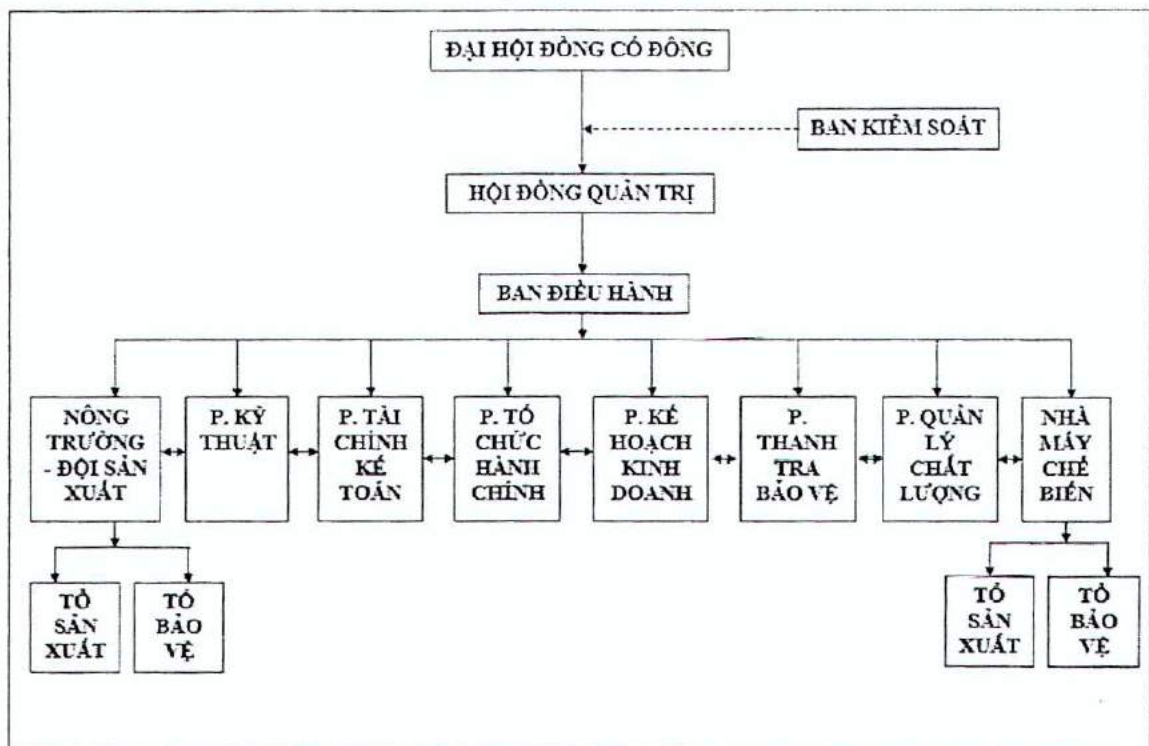 ĐẠI HỘI ĐỒNG CỔ ĐÔNG
BAN KIỂM SOÁT
HỘI ĐỒNG QUẢN TRỊ
BAN ĐIỀU HÀNH
NÔNG
TRƯỜNG
- ĐỘI SẢN
XUẤT
P. KỸ
THUẬT
P. TÀI
CHÍNH
KẾ
TOÁN
P. TỔ
CHỨC
HÀNH
CHÍNH
P. KẾ
HOẠCH
KINH
DOANH
P.
THANH
TRA
BẢO VỆ
P. QUẢN
LÝ
CHẤT
LƯỢNG
NHÀ
MÁY
CHẾ
BIẾN
TỔ
SẢN
XUẤT
TỔ
BẢO
VỆ
TỔ
SẢN
XUẤT
TỔ
BẢO
VỆ